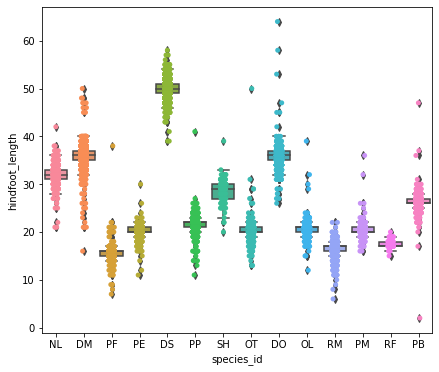 60
50
40
30
20
10
0
hindfoot_length
NL DM PF PE DS PP SH OT DO OL RM PM RF PB
species_id